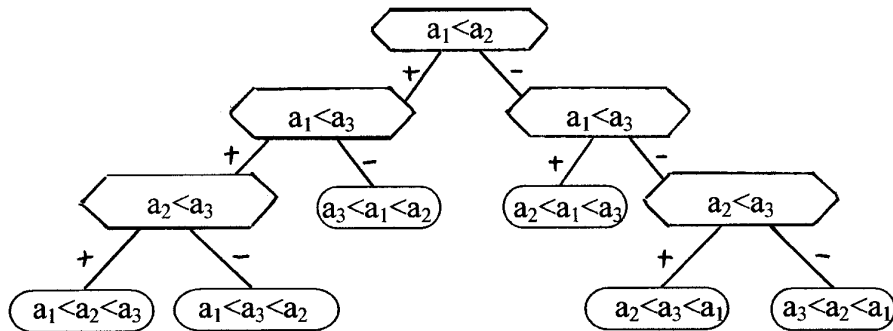 a₁<a₂
+ -
a₁<a₃ a₁<a₃
+ - + -
a₂<a₃ a₃<a₁<a₂ a₂<a₁<a₃ a₂<a₃
+ - + -
a₁<a₂<a₃ a₁<a₃<a₂ a₂<a₃<a₁ a₃<a₂<a₁